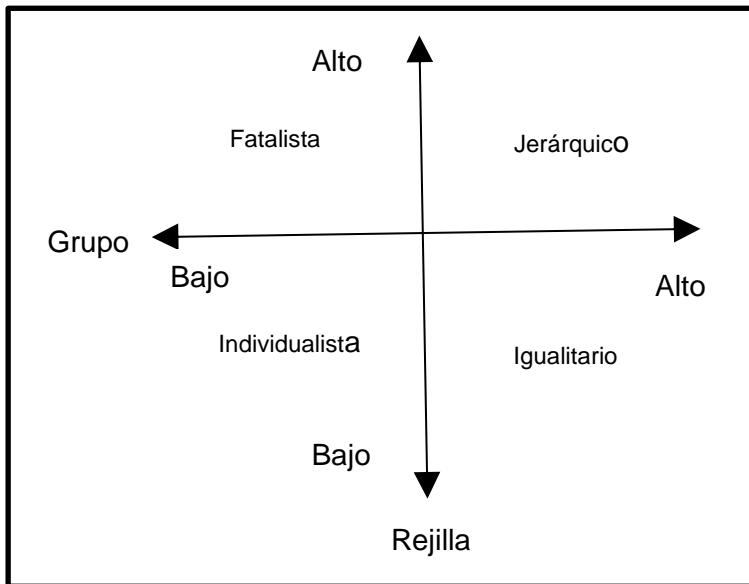 Alto
Fatalista
Jerárquico
Grupo
Bajo
Alto
Individualista
Igualitario
Bajo
Rejilla